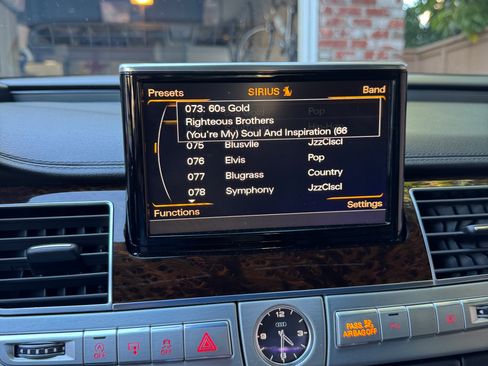 Presets SIRIUS Band
073: 60s Gold
Righteous Brothers
(You're My) Soul And Inspiration (66
Pop
075 Blusvlle JzzClscl
076 Elvis Pop
077 Blugrass Country
078 Symphony JzzClscl
Functions Settings
PASS.
AIRBAG OFF